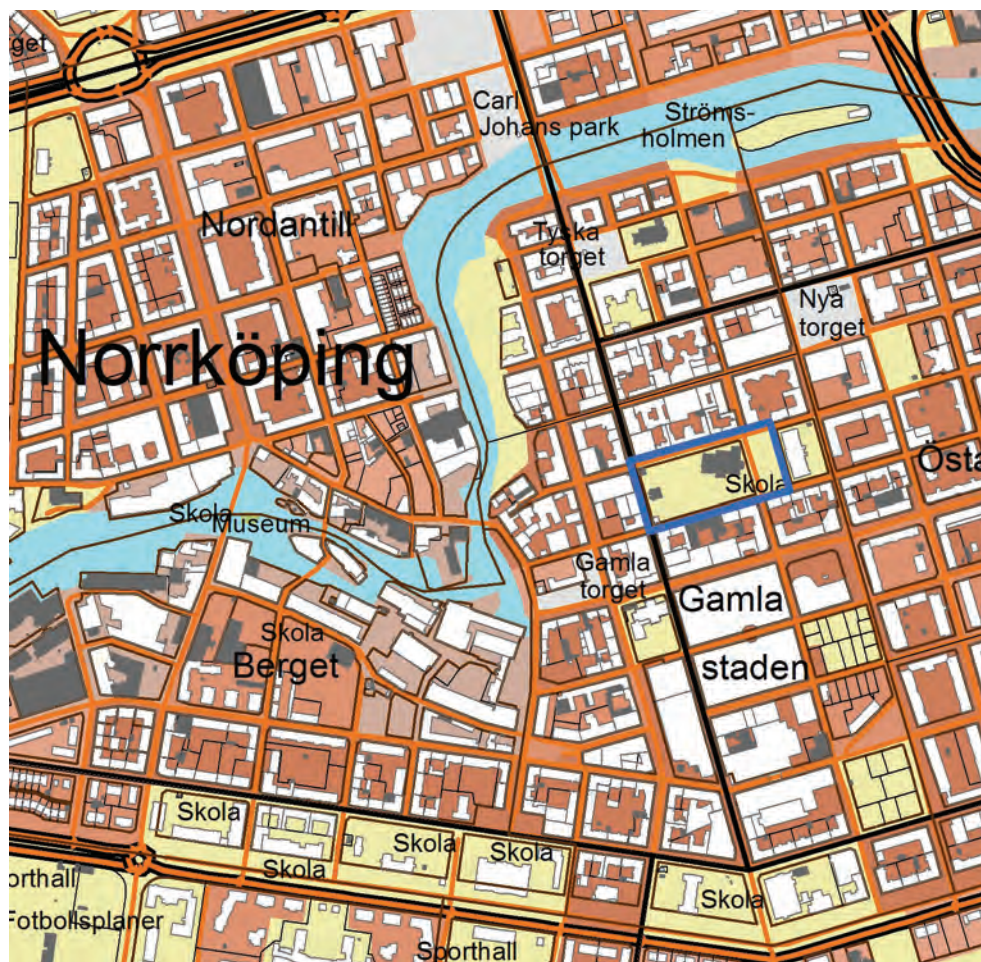 rget
Carl
Johans park
Ströms-
holmen
Nordantill
Tyska
torget
Nya
torget
Norrköping
Östa
Skola
Skola
Museum
Gamla
torget
Gamla
staden
Skola
Berget
Skola
Skola
Skola
Skola
Skola
orthall
Fotbollsplaner
Sporthall